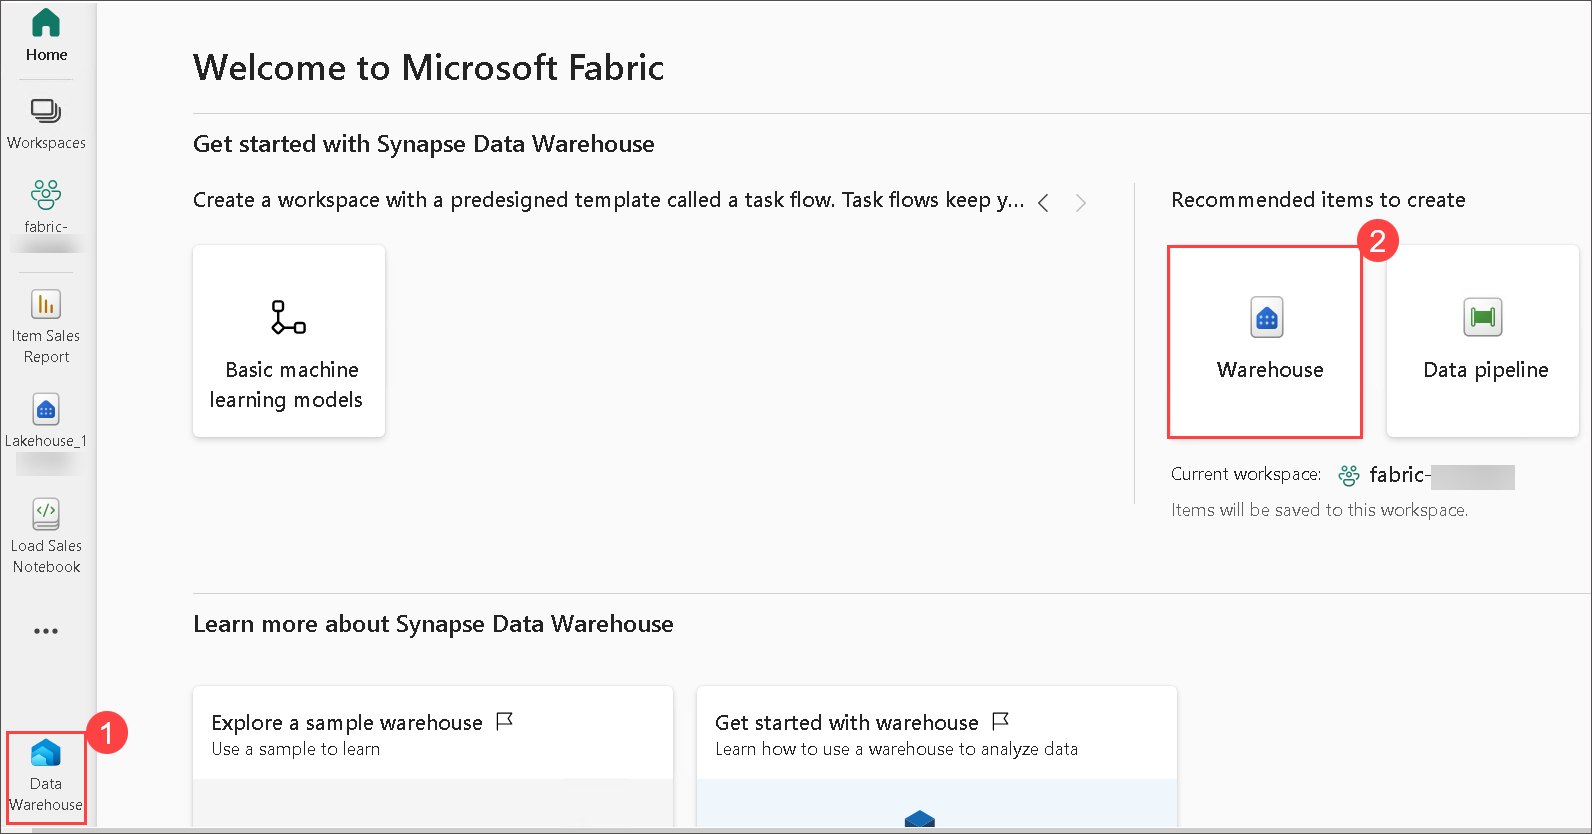 Home
Workspaces
fabric-
Item Sales
Report
Lakehouse_1
Load Sales
Notebook
1
Data
Warehouse
Welcome to Microsoft Fabric
Get started with Synapse Data Warehouse
Create a workspace with a predesigned template called a task flow. Task flows keep y...
Basic machine
learning models
Recommended items to create
2
Warehouse
Data pipeline
Current workspace: fabric-
Items will be saved to this workspace.
Learn more about Synapse Data Warehouse
Explore a sample warehouse
Use a sample to learn
Get started with warehouse
Learn how to use a warehouse to analyze data